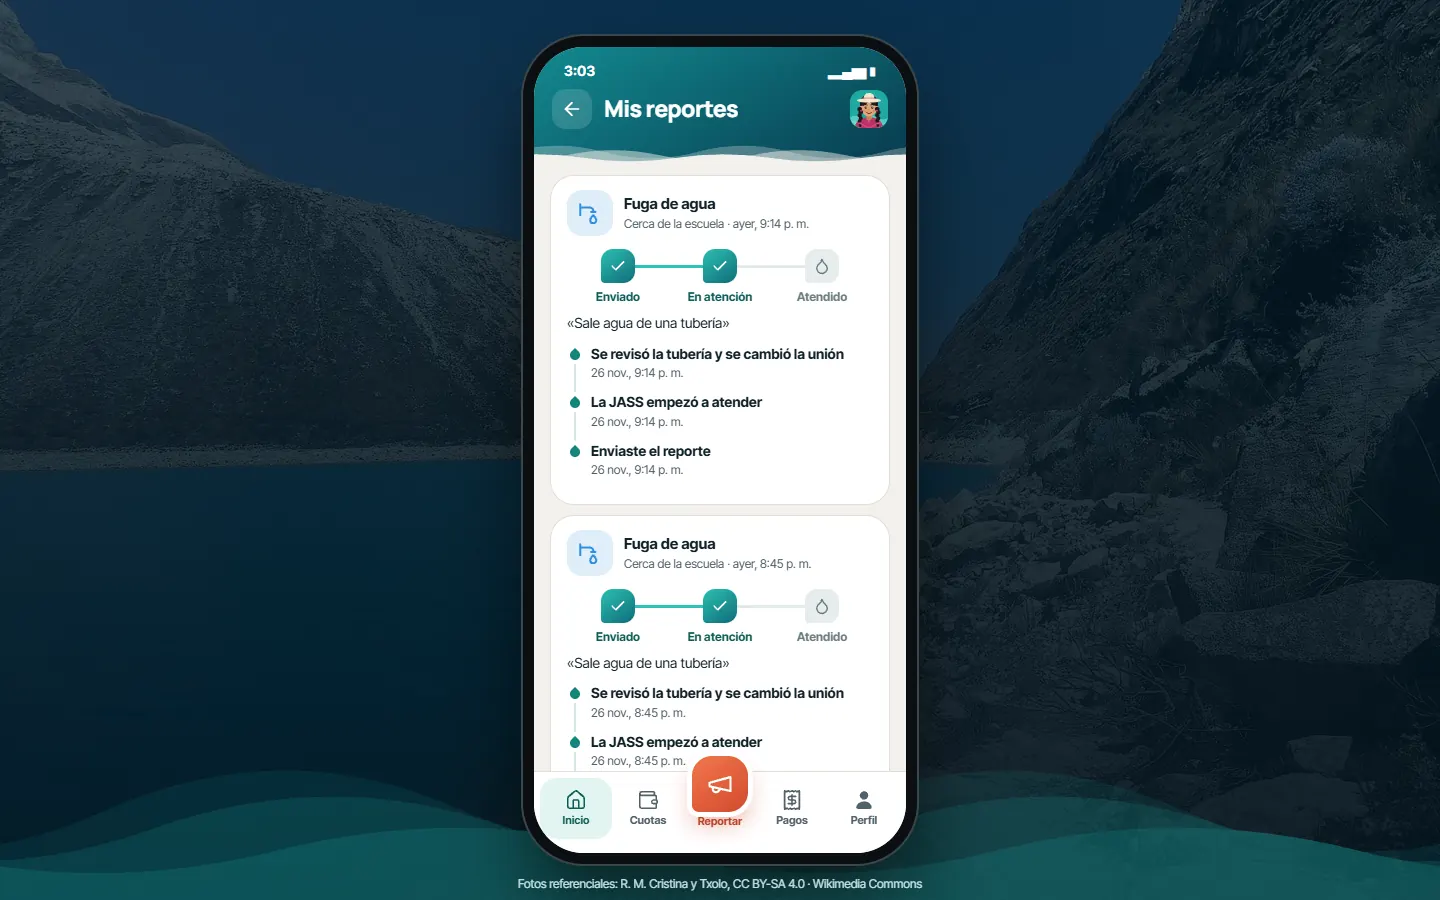 3:03
Mis reportes
Fuga de agua
Cerca de la escuela · ayer, 9:14 p. m.
Enviado En atención Atendido
«Sale agua de una tubería»
Se revisó la tubería y se cambió la unión
26 nov., 9:14 p. m.
La JASS empezó a atender
26 nov., 9:14 p. m.
Enviaste el reporte
26 nov., 9:14 p. m.
Fuga de agua
Cerca de la escuela · ayer, 8:45 p. m.
Enviado En atención Atendido
«Sale agua de una tubería»
Se revisó la tubería y se cambió la unión
26 nov., 8:45 p. m.
La JASS empezó a atender
26 nov., 8:45 p. m.
Inicio Cuotas Reportar Pagos Perfil
Fotos referenciales: R. M. Cristina y Txolo, CC BY-SA 4.0 · Wikimedia Commons